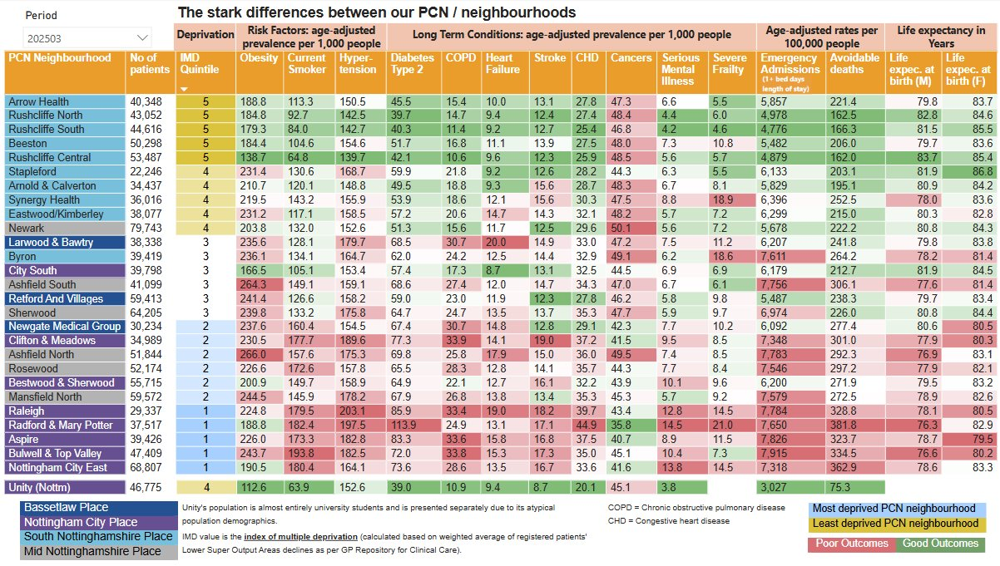 Period
The stark differences between our PCN / neighbourhoods
202503
Deprivation Risk Factors: age-adjusted prevalence per 1,000 people Long Term Conditions: age-adjusted prevalence per 1,000 people Age-adjusted rates per 100,000 people Life expectancy in Years
PCN Neighbourhood No of patients IMD Quintile Obesity Current Smoker Hyper-tension Diabetes Type 2 COPD Heart Failure Stroke CHD Cancers Serious Mental Illness Severe Frailty Emergency Admissions (1+ bed days length of stay) Avoidable deaths Life expec. at birth (M) Life expec. at birth (F)
Arrow Health 40,348 5 188.8 113.3 150.5 45.5 15.4 10.0 13.1 27.8 47.3 6.6 5.5 5,857 221.4 79.8 83.7
Rushcliffe North 43,052 5 184.8 92.7 142.5 39.7 14.7 9.4 12.4 27.4 48.4 4.4 6.0 4,978 162.5 82.8 84.6
Rushcliffe South 44,616 5 179.3 84.0 142.7 40.3 11.4 9.2 12.7 25.4 46.8 4.2 4.6 4,776 166.3 81.5 85.5
Beeston 50,298 5 184.4 104.6 154.6 51.7 16.8 11.1 13.9 27.5 48.0 7.3 10.8 5,482 206.0 79.7 83.6
Rushcliffe Central 53,487 5 138.7 64.8 139.7 42.1 10.6 9.6 12.3 25.9 48.5 5.6 5.7 4,879 162.0 83.7 85.4
Stapleford 22,246 4 231.4 130.6 168.7 59.9 21.8 9.2 12.6 28.2 44.3 6.3 5.5 6,133 203.1 81.9 86.8
Arnold & Calverton 34,437 4 210.7 120.1 148.8 49.5 18.8 9.3 15.6 28.7 48.3 6.7 8.1 5,829 195.1 80.9 84.2
Synergy Health 36,016 4 219.5 143.2 155.9 53.9 18.6 12.1 15.6 30.3 47.5 8.8 18.9 6,396 252.5 78.0 83.6
Eastwood/Kimberley 38,077 4 231.2 117.1 158.5 57.2 20.6 14.7 14.3 32.1 48.2 5.6 7.2 6,299 215.0 80.3 82.8
Newark 79,743 4 203.8 132.0 152.6 51.3 15.6 11.7 12.5 29.6 50.1 5.6 7.2 5,678 222.2 80.8 84.3
Larwood & Bawtry 38,338 3 235.6 128.1 179.7 68.5 30.7 20.0 14.9 33.0 47.2 7.5 11.2 6,207 241.8 79.8 83.8
Byron 39,419 3 236.1 134.1 164.7 62.0 24.2 12.5 14.4 32.9 49.1 6.2 18.6 7,611 264.2 78.2 81.4
City South 39,798 3 166.5 105.1 153.4 57.4 17.3 8.7 13.1 32.5 44.5 6.9 6.9 6,179 212.7 81.9 84.5
Ashfield South 41,099 3 264.3 149.1 159.1 68.6 27.4 12.0 14.7 34.3 47.0 6.7 6.1 7,756 306.1 77.6 81.4
Retford And Villages 59,413 3 241.4 126.6 158.2 59.0 23.0 11.9 12.3 27.8 46.2 5.8 9.8 5,487 238.3 79.7 83.4
Sherwood 64,205 3 239.8 133.2 175.8 64.7 24.7 13.5 13.7 35.3 47.7 5.9 9.7 6,974 226.0 80.8 84.4
Newgate Medical Group 30,234 2 237.6 160.4 154.5 67.4 30.7 14.8 12.8 29.1 42.3 7.7 10.2 6,092 277.4 80.6 80.5
Clifton & Meadows 34,989 2 230.5 177.7 189.6 77.3 33.9 14.1 19.0 37.2 41.5 9.5 8.5 7,348 301.0 77.9 80.3
Ashfield North 51,844 2 266.0 157.6 175.3 69.8 25.8 17.9 15.0 36.0 49.5 7.4 8.5 7,783 292.3 76.9 83.1
Rosewood 52,174 2 226.6 172.6 157.8 65.5 28.3 12.8 14.1 35.7 44.3 7.7 8.4 7,546 297.2 77.9 82.1
Bestwood & Sherwood 55,715 2 200.9 149.7 158.9 64.9 22.1 12.7 16.1 32.2 43.9 10.1 9.6 6,200 271.9 79.5 83.2
Mansfield North 59,572 2 244.5 145.9 178.2 67.9 26.8 13.8 13.4 35.3 45.3 5.7 9.2 7,579 272.5 78.9 82.6
Raleigh 29,337 1 224.8 179.5 203.1 85.9 33.4 19.0 18.2 39.7 43.4 12.8 14.5 7,784 328.8 78.1 80.5
Radford & Mary Potter 37,517 1 188.8 182.4 197.5 113.9 24.9 13.1 17.1 44.9 35.8 14.5 21.0 7,650 381.8 76.3 82.9
Aspire 39,426 1 226.0 173.3 182.8 83.3 33.6 15.8 16.8 37.5 40.7 8.9 11.5 7,826 323.7 78.7 79.5
Bulwell & Top Valley 47,409 1 243.7 193.8 182.5 72.0 33.8 15.3 17.3 35.0 45.1 10.4 7.3 7,915 334.5 76.6 80.2
Nottingham City East 68,807 1 190.5 180.4 164.1 73.6 28.6 13.5 16.7 33.6 41.6 13.8 14.5 7,318 362.9 78.6 83.3
Unity (Nottm) 46,775 4 112.6 63.9 152.6 39.0 10.9 9.4 8.7 20.1 45.1 3.8 3,027 75.3
Bassetlaw Place
Nottingham City Place
South Nottinghamshire Place
Mid Nottinghamshire Place
Unity's population is almost entirely university students and is presented separately due to its atypical
population demographics.
IMD value is the index of multiple deprivation (calculated based on weighted average of registered patients'
Lower Super Output Areas declines as per GP Repository for Clinical Care).
COPD = Chronic obstructive pulmonary disease
CHD = Congestive heart disease
Most deprived PCN neighbourhood
Least deprived PCN neighbourhood
Poor Outcomes Good Outcomes